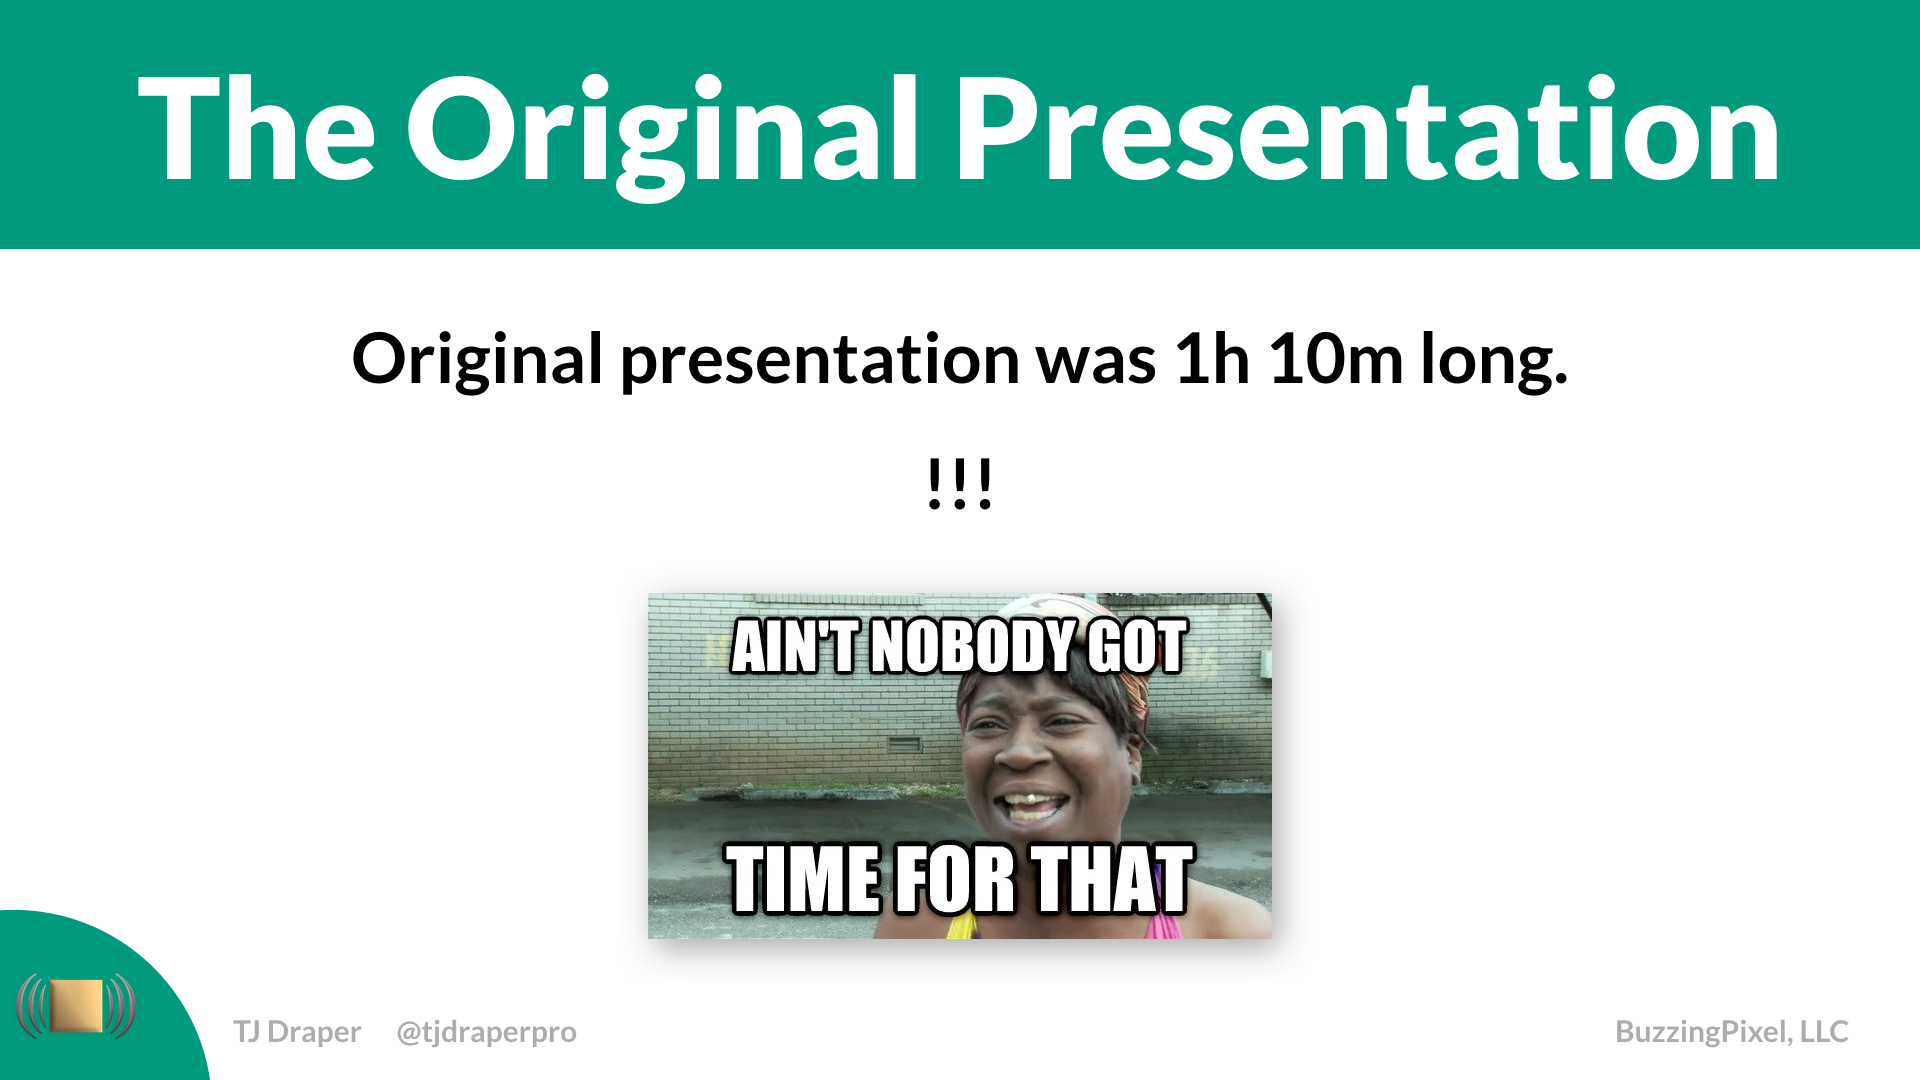 The Original Presentation
Original presentation was 1h 10m long.
!!!
AIN'T NOBODY GOT
TIME FOR THAT
TJ Draper @tjdraperpro
BuzzingPixel, LLC